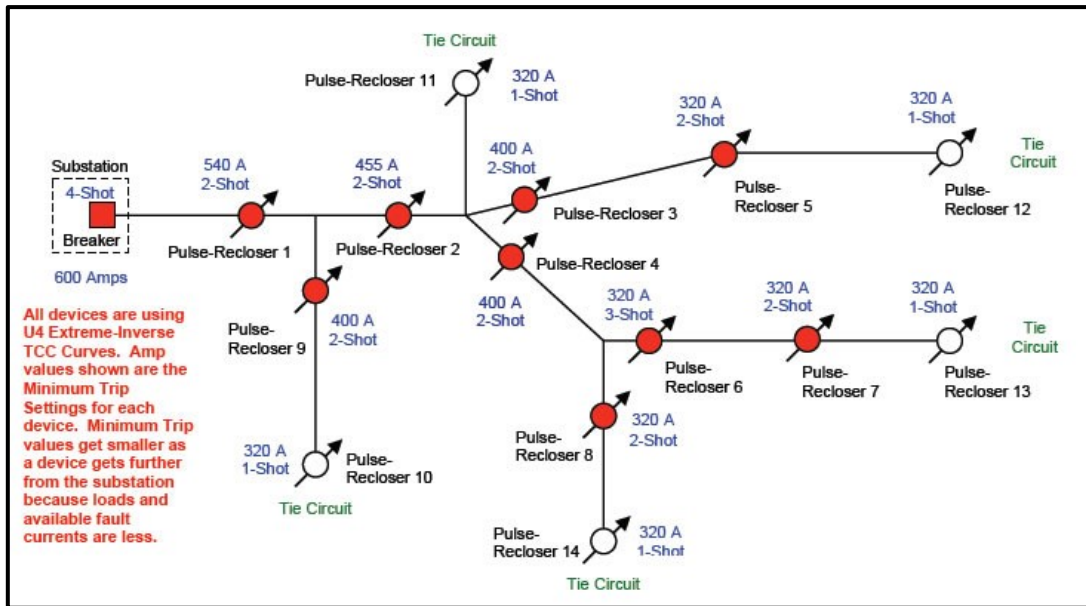 Tie Circuit
Pulse-Recloser 11
320 A
1-Shot
320 A
2-Shot
320 A
1-Shot
Tie
Circuit
Substation
4-Shot
Breaker
600 Amps
540 A
2-Shot
Pulse-Recloser 1
455 A
2-Shot
Pulse-Recloser 2
400 A
2-Shot
Pulse-Recloser 3
Pulse-
Recloser 5
Pulse-
Recloser 12
Pulse-Recloser 4
400 A
2-Shot
Pulse-
Recloser 9
400 A
2-Shot
320 A
3-Shot
Pulse-
Recloser 6
320 A
2-Shot
Pulse-
Recloser 7
320 A
1-Shot
Pulse-
Recloser 13
Tie
Circuit
All devices are using
U4 Extreme-Inverse
TCC Curves. Amp
values shown are the
Minimum Trip
Settings for each
device. Minimum Trip
values get smaller as
a device gets further
from the substation
because loads and
available fault
currents are less.
320 A
1-Shot
Pulse-
Recloser 10
Tie Circuit
Pulse-
Recloser 8
320 A
2-Shot
Pulse-
Recloser 14
320 A
1-Shot
Tie Circuit